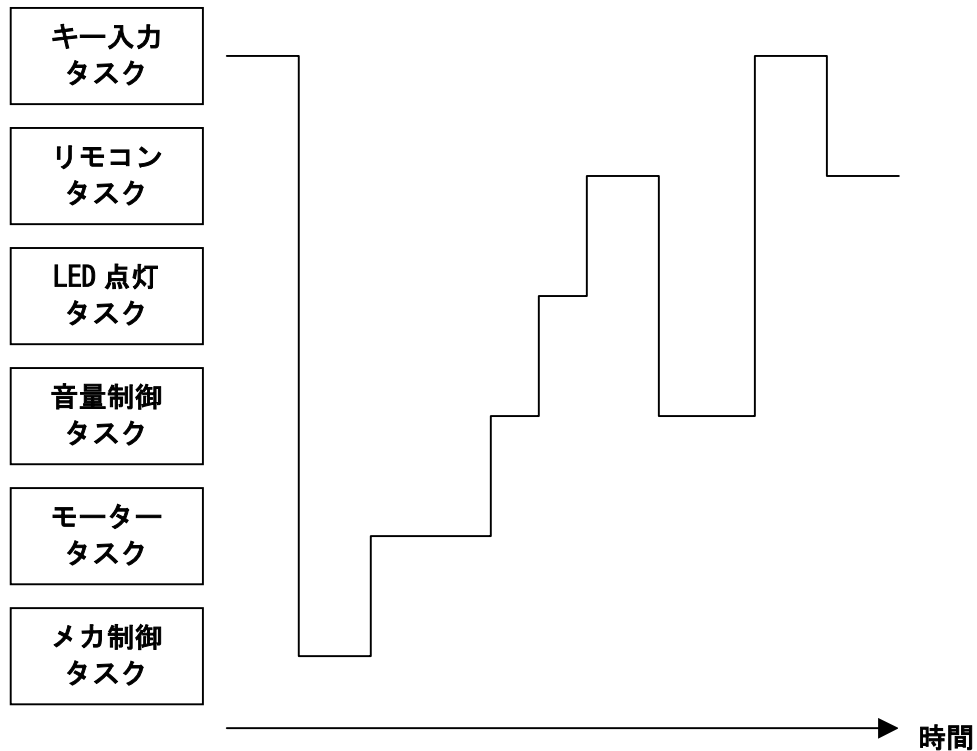 キー入力
タスク
リモコン
タスク
LED 点灯
タスク
音量制御
タスク
モーター
タスク
メカ制御
タスク
時間